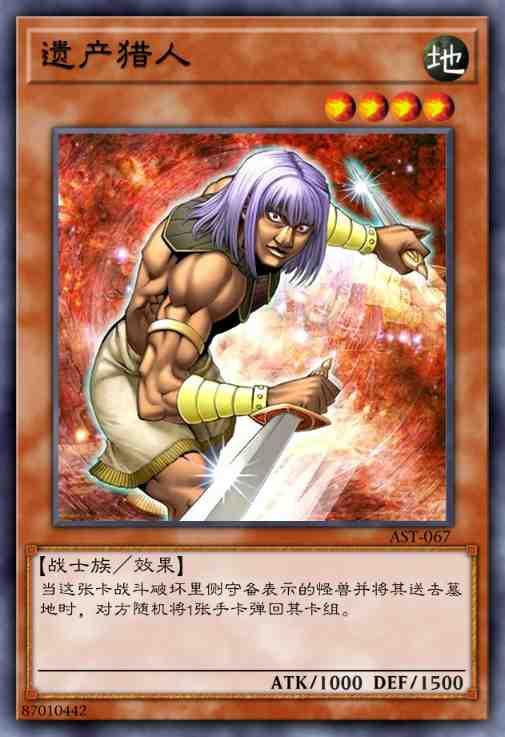 遗产猎人
地
AST-067
【战士族／效果】
当这张卡战斗破坏里侧守备表示的怪兽并将其送去墓
地时，对方随机将1张手卡弹回其卡组。
ATK/1000 DEF/1500
87010442